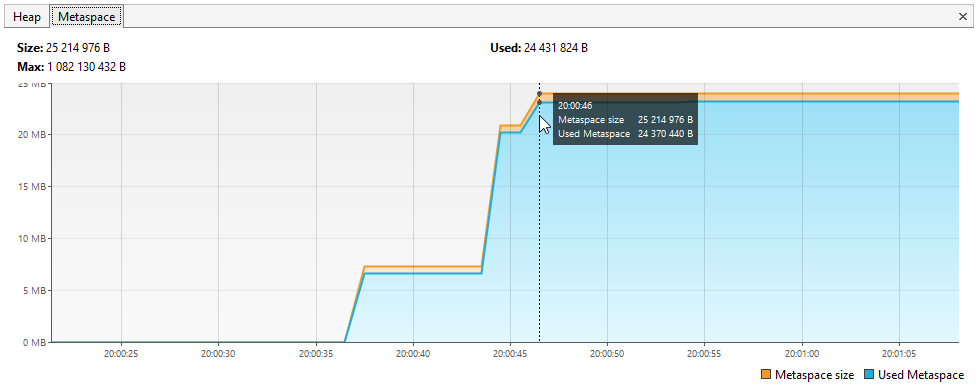 Heap Metaspace
Size: 25 214 976 B Used: 24 431 824 B
Max: 1 082 130 432 B
25 MB
20:00:46
Metaspace size 25 214 976 B
Used Metaspace 24 370 440 B
20 MB
15 MB
10 MB
5 MB
0 MB
20:00:25 20:00:30 20:00:35 20:00:40 20:00:45 20:00:50 20:00:55 20:01:00 20:01:05
Metaspace size Used Metaspace